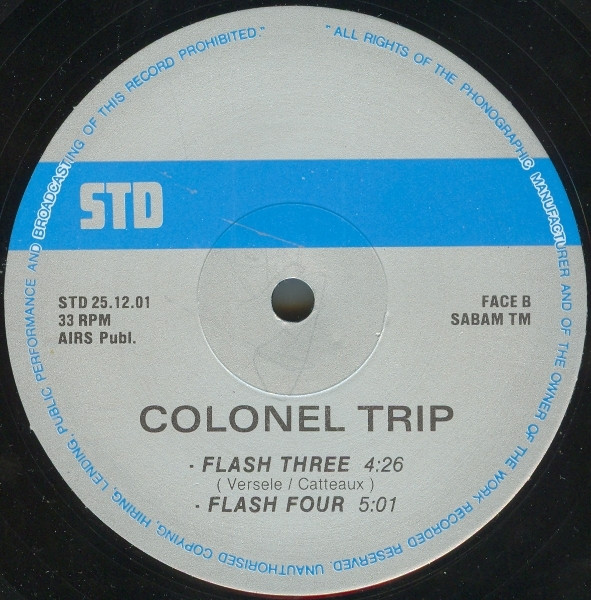 "ALL RIGHTS OF THE PHONOGRAPHIC MANUFACTURER AND OF THE OWNER OF THE WORK RECORDED RESERVED. UNAUTHORISED COPYING, HIRING, LENDING, PUBLIC PERFORMANCE AND BROADCASTING OF THIS RECORD PROHIBITED."
STD
STD 25.12.01
33 RPM
AIRS Publ.
FACE B
SABAM TM
COLONEL TRIP
· FLASH THREE 4:26
( Versele / Catteaux )
· FLASH FOUR 5:01